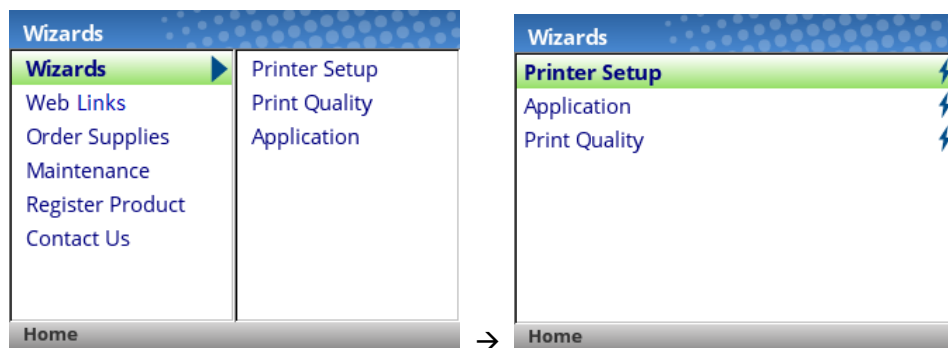 Wizards
Wizards
Web Links
Order Supplies
Maintenance
Register Product
Contact Us
Printer Setup
Print Quality
Application
Home
→
Wizards
Printer Setup
Application
Print Quality
Home